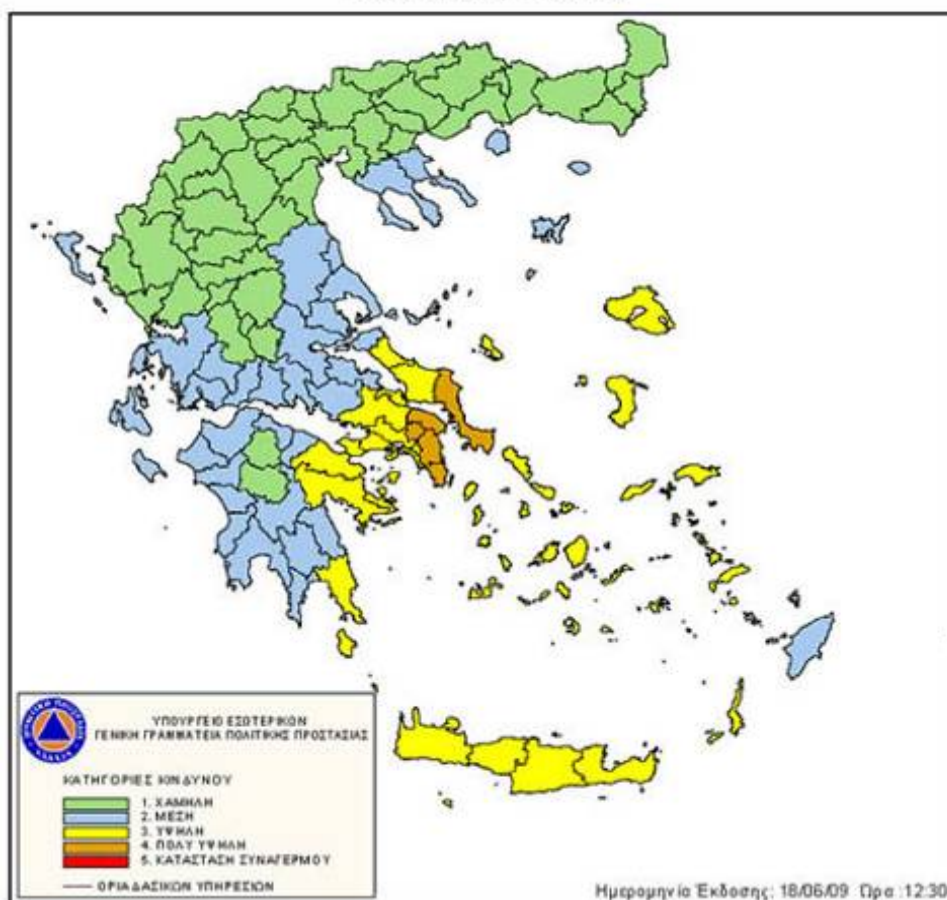 ΥΠΟΥΡΓΕΙΟ ΕΣΩΤΕΡΙΚΩΝ
ΓΕΝΙΚΗ ΓΡΑΜΜΑΤΕΙΑ ΠΟΛΙΤΙΚΗΣ ΠΡΟΣΤΑΣΙΑΣ
ΚΑΤΗΓΟΡΙΕΣ ΚΙΝΔΥΝΟΥ
1. ΧΑΜΗΛΗ
2. ΜΕΣΗ
3. ΥΨΗΛΗ
4. ΠΟΛΥ ΥΨΗΛΗ
5. ΚΑΤΑΣΤΑΣΗ ΣΥΝΑΓΕΡΜΟΥ
ΟΡΙΑ ΔΑΣΙΚΩΝ ΥΠΗΡΕΣΙΩΝ
Ημερομηνία Έκδοσης: 18/06/09 Ώρα :12:30